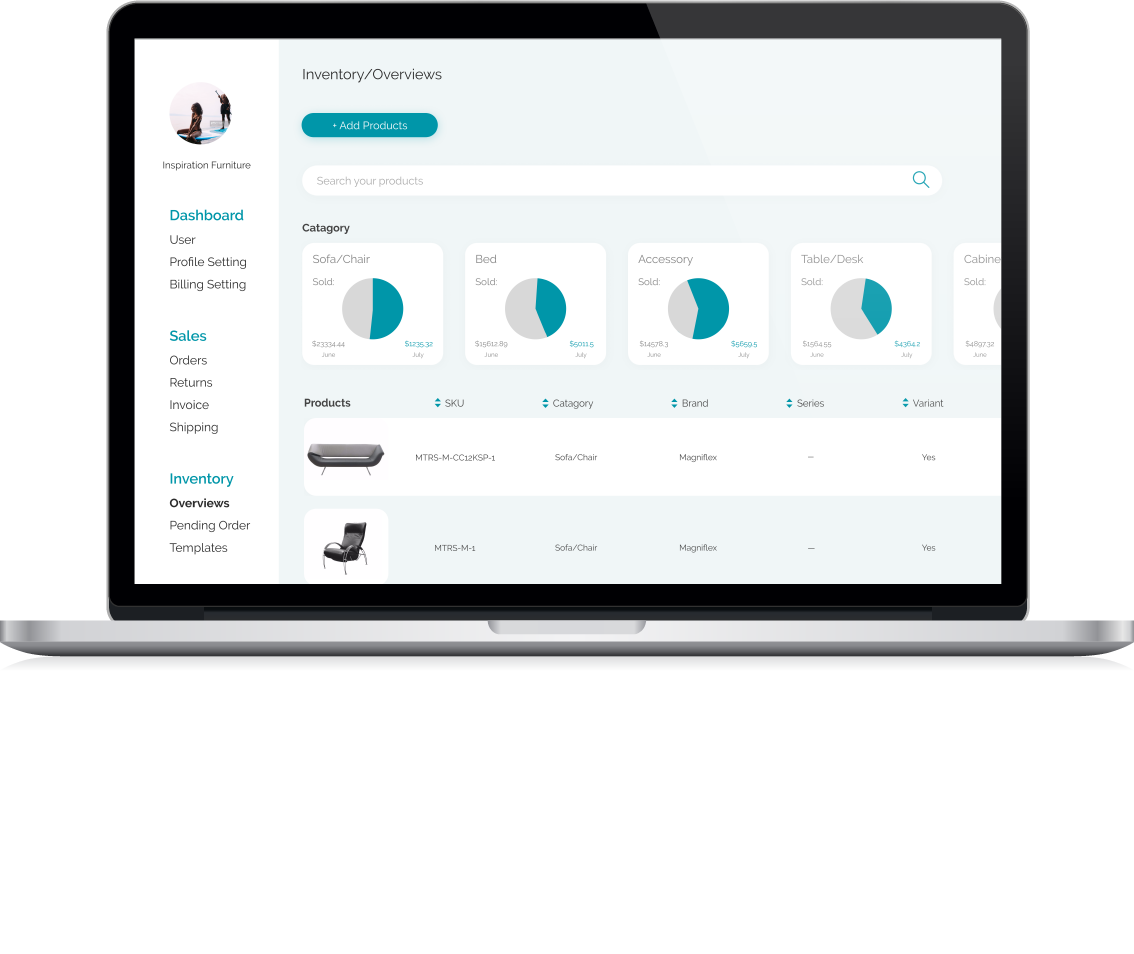 Inventory/Overviews
+ Add Products
Inspiration Furniture
Search your products
Dashboard
User
Profile Setting
Billing Setting
Sales
Orders
Returns
Invoice
Shipping
Inventory
Overviews
Pending Order
Templates
Catagory
Sofa/Chair
Sold:
$23334.44
June
$1235.32
July
Bed
Sold:
$15612.89
June
$5011.5
July
Accessory
Sold:
$14578.3
June
$5659.5
July
Table/Desk
Sold:
$1564.55
June
$4364.2
July
Cabine
Sold:
$4897.32
June
Products SKU Catagory Brand Series Variant
MTRS-M-CC12KSP-1 Sofa/Chair Magniflex — Yes
MTRS-M-1 Sofa/Chair Magniflex — Yes